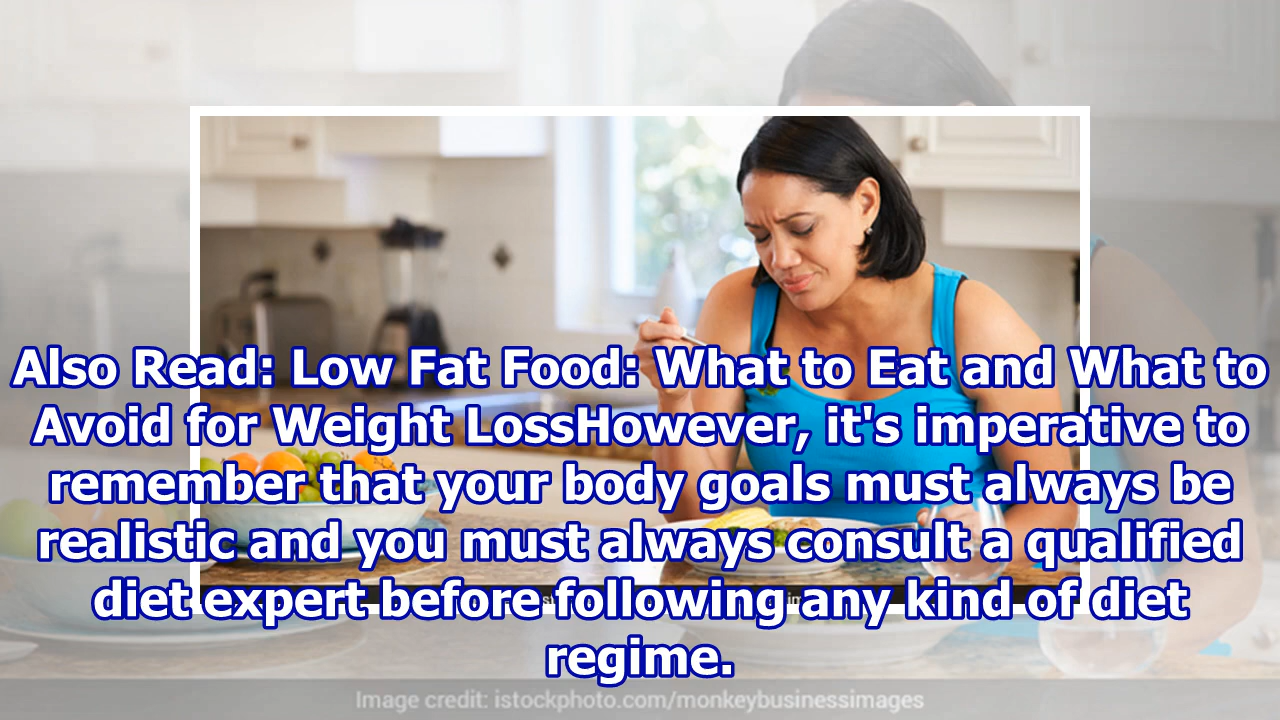 Also Read: Low Fat Food: What to Eat and What to
Avoid for Weight LossHowever, it's imperative to
remember that your body goals must always be
realistic and you must always consult a qualified
diet expert before following any kind of diet
regime.
Image credit: istockphoto.com/monkeybusinessimages